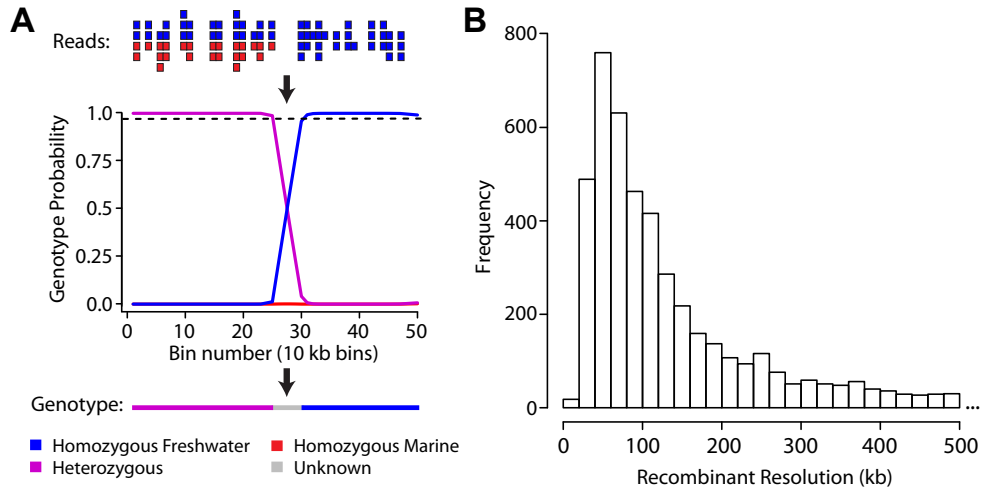 A
Reads:
Genotype Probability
1.0
0.75
0.5
0.25
0.0
0 10 20 30 40 50
Bin number (10 kb bins)
Genotype:
Homozygous Freshwater
Homozygous Marine
Heterozygous
Unknown
B
Frequency
800
600
400
200
0
...
0 100 200 300 400 500
Recombinant Resolution (kb)